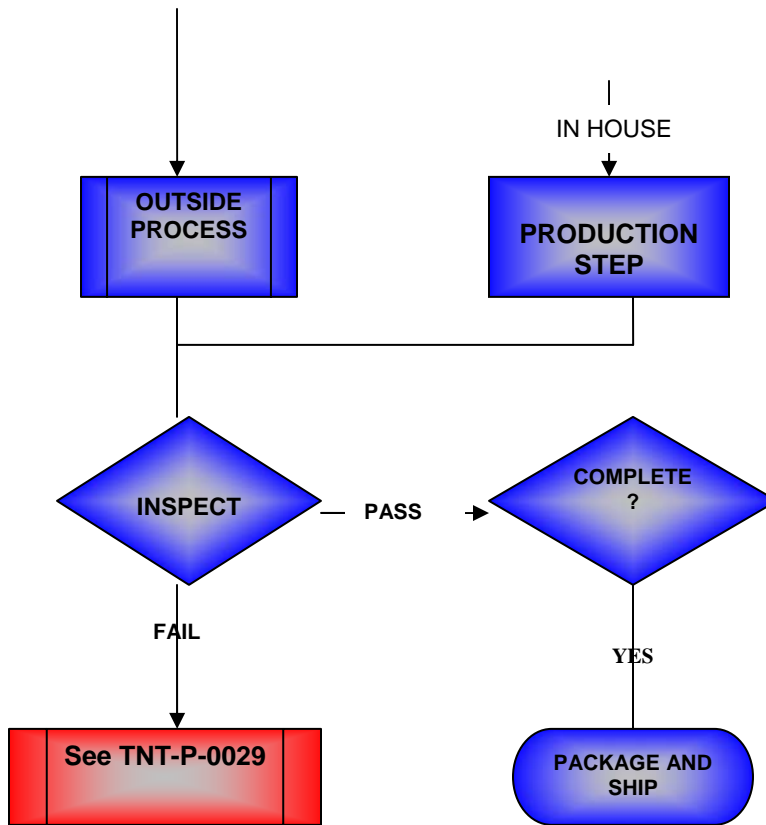 IN HOUSE
OUTSIDE
PROCESS
PRODUCTION
STEP
INSPECT
PASS
COMPLETE
?
FAIL
YES
See TNT-P-0029
PACKAGE AND
SHIP